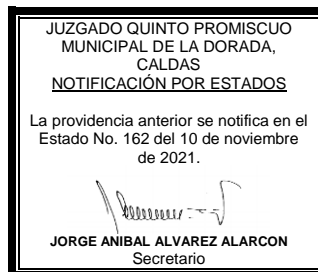 JUZGADO QUINTO PROMISCUO
MUNICIPAL DE LA DORADA,
CALDAS
NOTIFICACIÓN POR ESTADOS
La providencia anterior se notifica en el
Estado No. 162 del 10 de noviembre
de 2021.
JORGE ANIBAL ALVAREZ ALARCON
Secretario